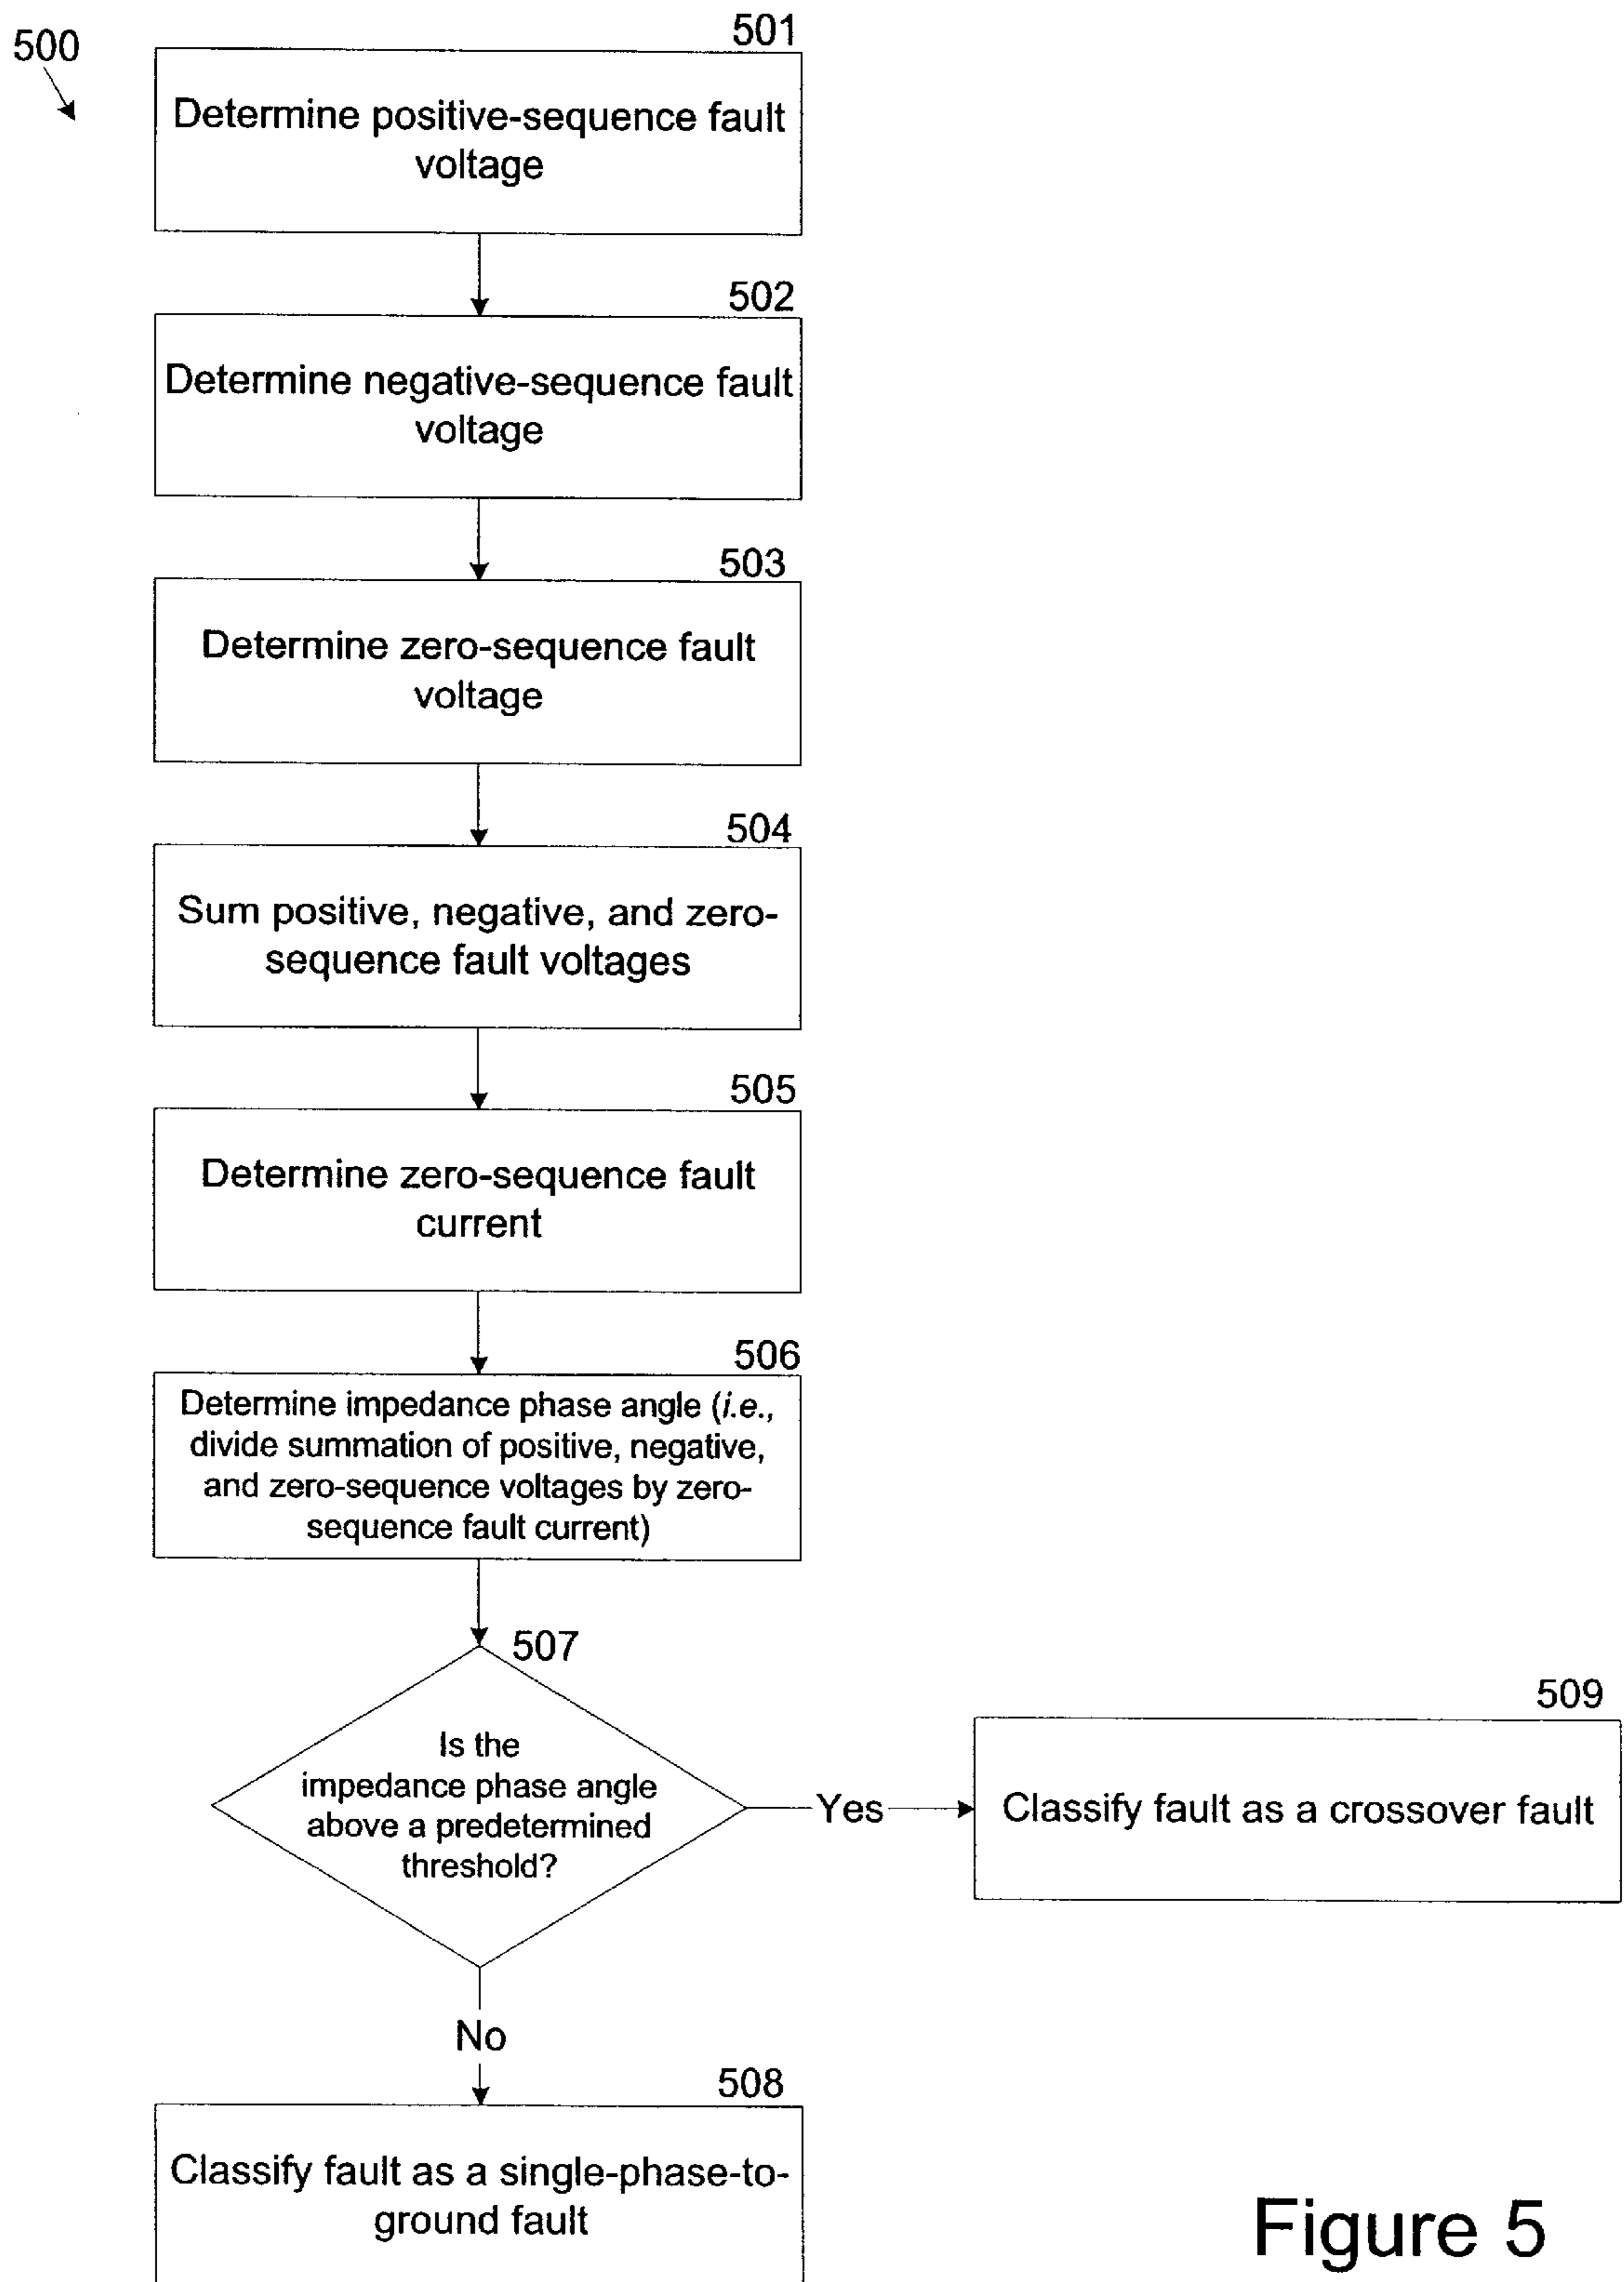 500
501
Determine positive-sequence fault
voltage
502
Determine negative-sequence fault
voltage
503
Determine zero-sequence fault
voltage
504
Sum positive, negative, and zero-
sequence fault voltages
505
Determine zero-sequence fault
current
506
Determine impedance phase angle (i.e.,
divide summation of positive, negative,
and zero-sequence voltages by zero-
sequence fault current)
507
Is the
impedance phase angle
above a predetermined
threshold?
Yes
509
Classify fault as a crossover fault
No
508
Classify fault as a single-phase-to-
ground fault
Figure 5